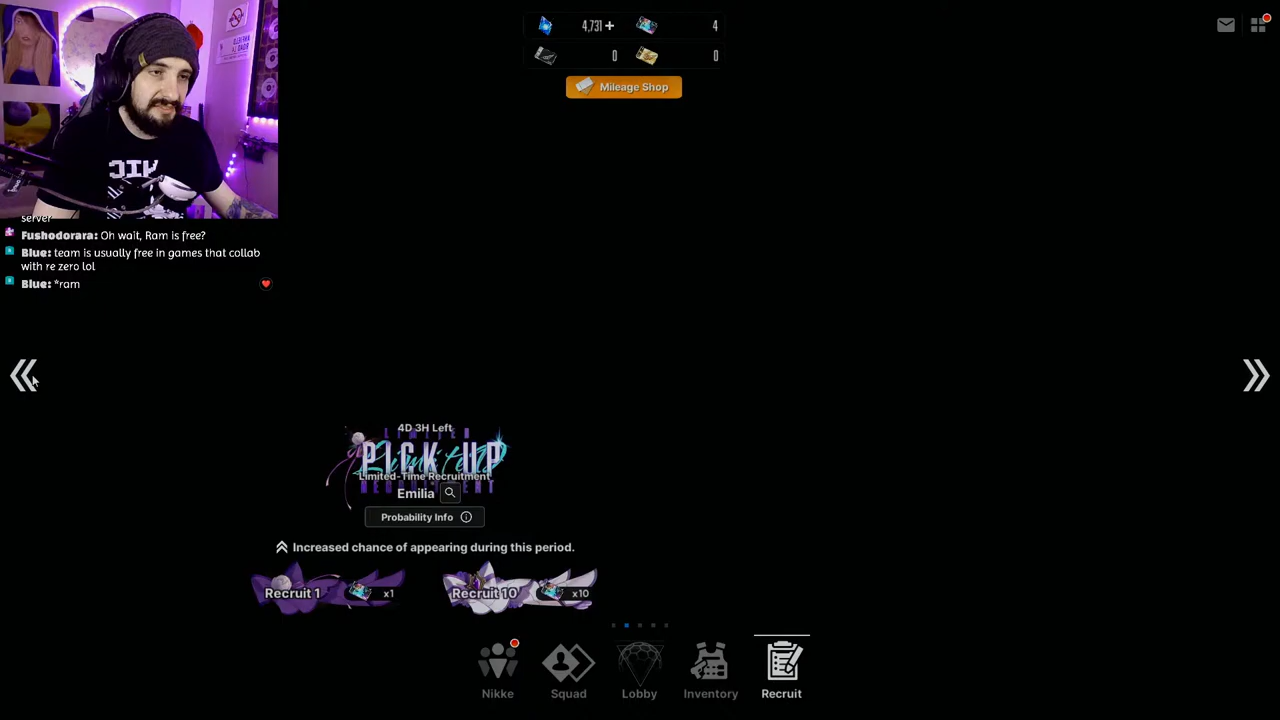 4,731
4
0
0
Mileage Shop
server
Fushodorara: Oh wait, Ram is free?
Blue: team is usually free in games that collab
with re zero lol
Blue: *ram
4D 3H Left
LIMITED
PICK UP
Limited
Limited-Time Recruitment
RECRUITMENT
Emilia
Probability Info
Increased chance of appearing during this period.
Recruit 1 x1
Recruit 10 x10
Nikke
Squad
Lobby
Inventory
Recruit